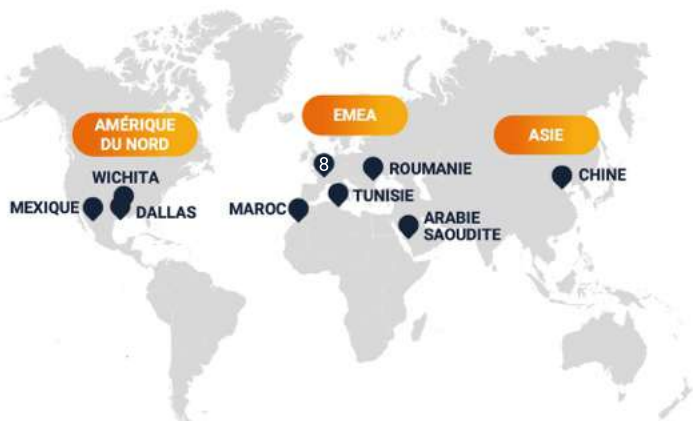 AMÉRIQUE
DU NORD
EMEA
ASIE
WICHITA
MEXIQUE
DALLAS
8
ROUMANIE
MAROC
TUNISIE
ARABIE
SAOUDITE
CHINE